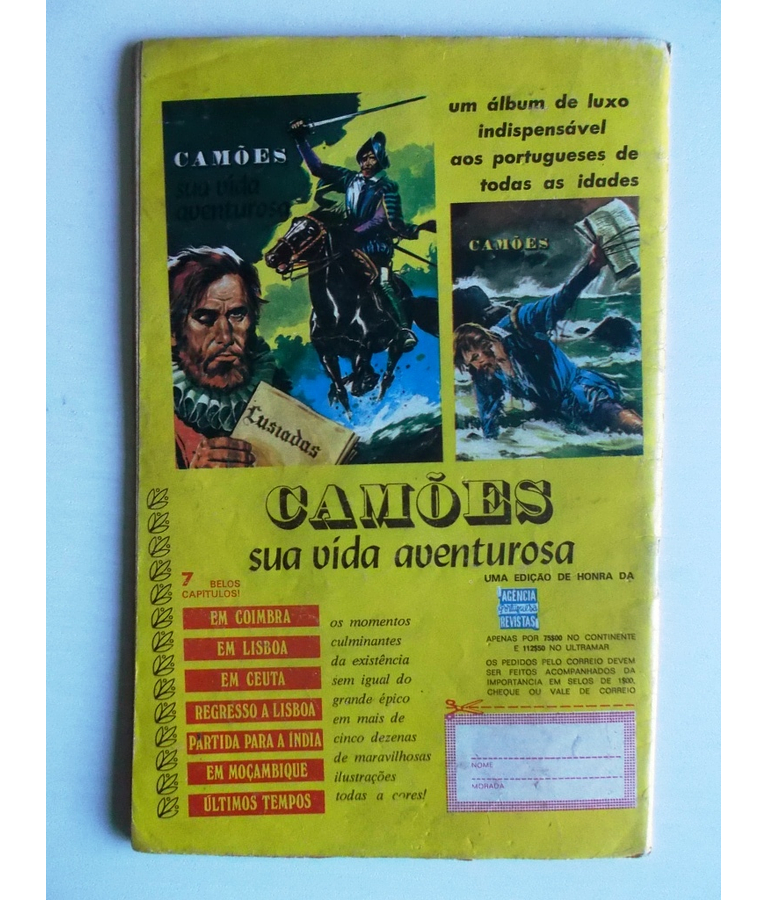 um álbum de luxo
indispensável
aos portugueses de
todas as idades
CAMÕES
sua vida
aventurosa
Lusiadas
CAMÕES
CAMÕES
sua vida aventurosa
UMA EDIÇÃO DE HONRA DA
AGÊNCIA
portuguesa
REVISTAS
APENAS POR 75$00 NO CONTINENTE
E 112$50 NO ULTRAMAR
OS PEDIDOS PELO CORREIO DEVEM
SER FEITOS ACOMPANHADOS DA
IMPORTÂNCIA EM SELOS DE 1$00,
CHEQUE OU VALE DE CORREIO
7 BELOS
CAPITULOS!
EM COIMBRA
EM LISBOA
EM CEUTA
REGRESSO A LISBOA
PARTIDA PARA A ÍNDIA
EM MOÇAMBIQUE
ÚLTIMOS TEMPOS
os momentos
culminantes
da existência
sem igual do
grande épico
em mais de
cinco dezenas
de maravilhosas
ilustrações
todas a cores!
NOME
MORADA